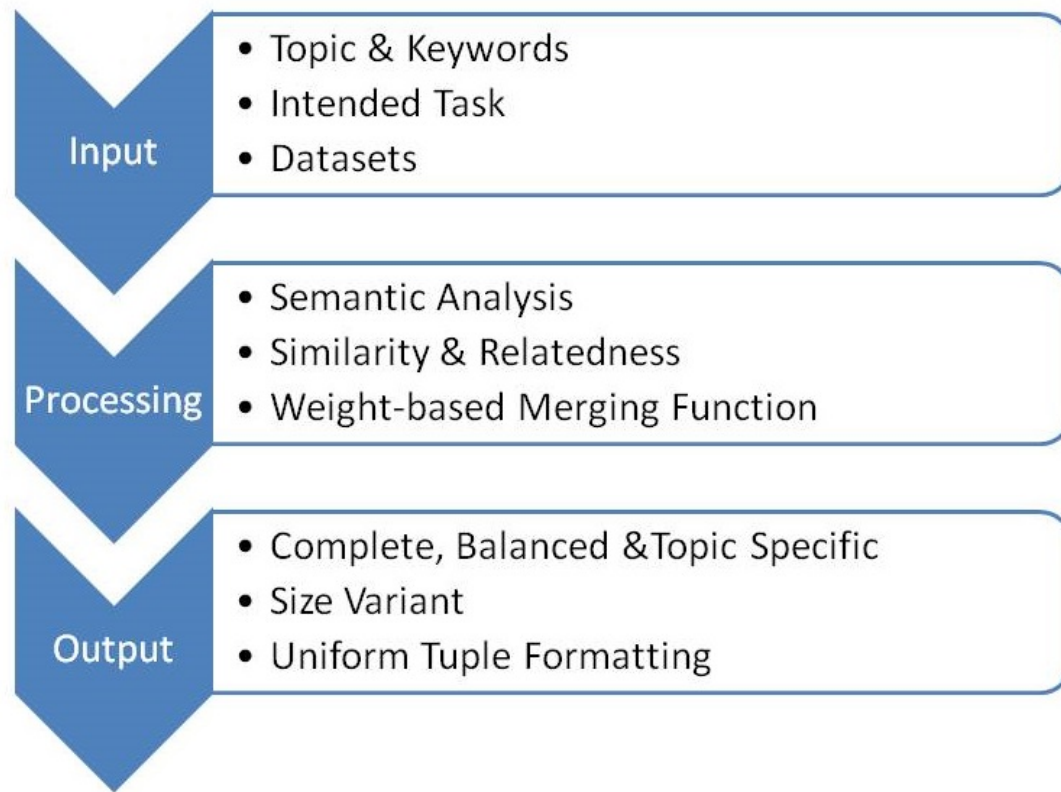 Input
• Topic & Keywords
• Intended Task
• Datasets
Processing
• Semantic Analysis
• Similarity & Relatedness
• Weight-based Merging Function
Output
• Complete, Balanced &Topic Specific
• Size Variant
• Uniform Tuple Formatting